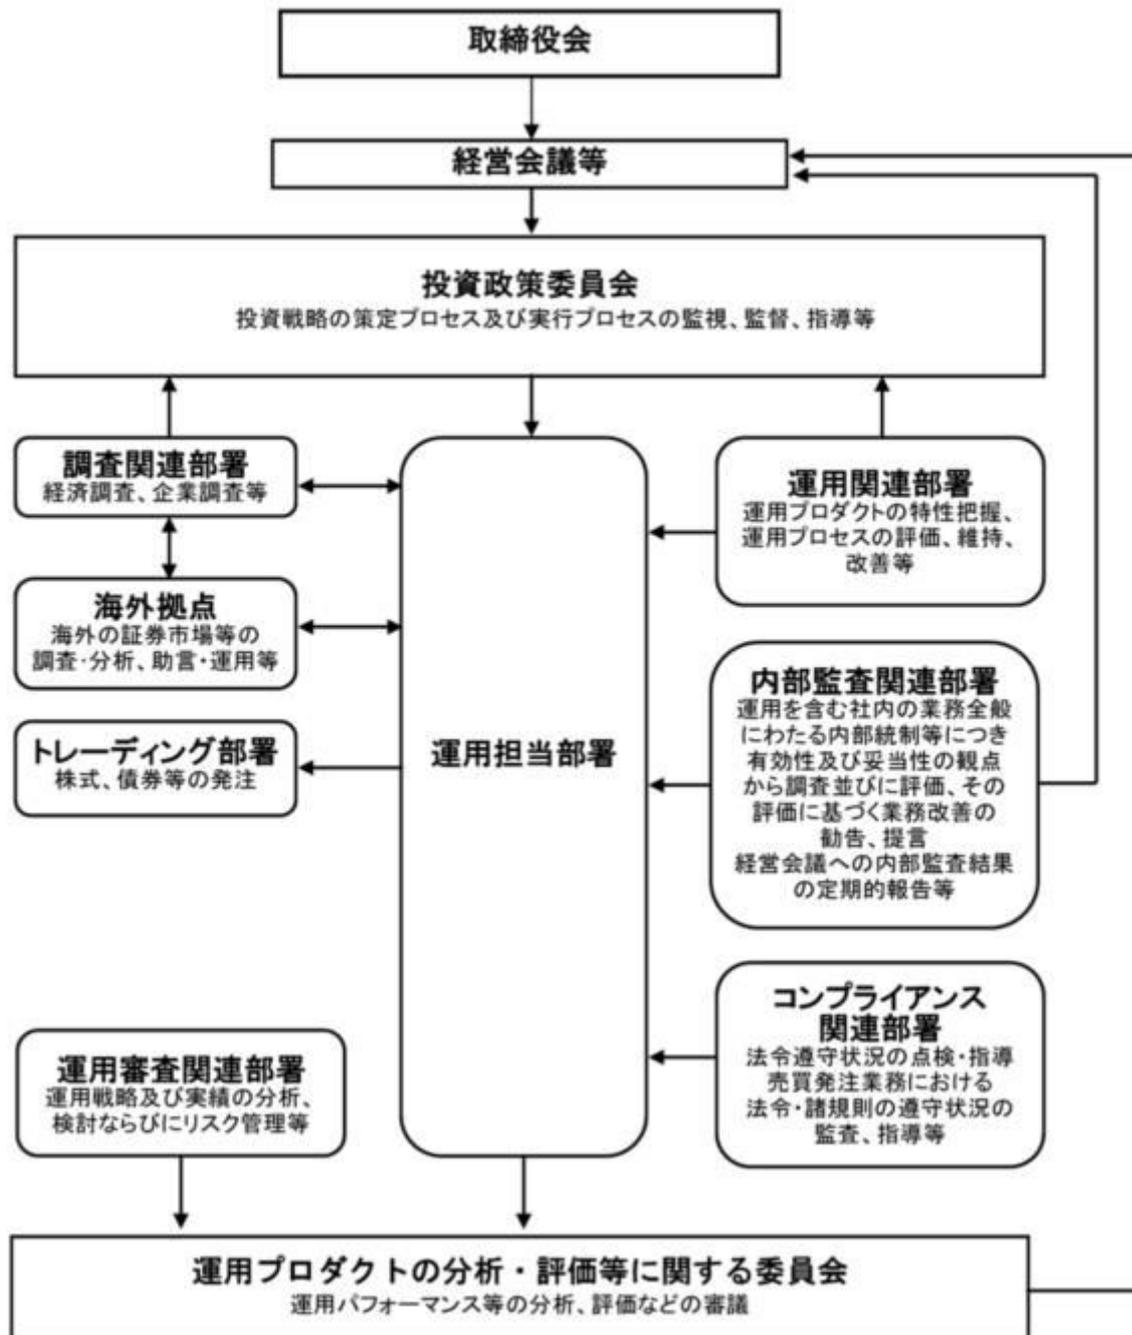 取締役会
経営会議等
投資政策委員会
投資戦略の策定プロセス及び実行プロセスの監視、監督、指導等
調査関連部署
経済調査、企業調査等
海外拠点
海外の証券市場等の
調査・分析、助言・運用等
トレーディング部署
株式、債券等の発注
運用審査関連部署
運用戦略及び実績の分析、
検討ならびにリスク管理等
運用担当部署
運用関連部署
運用プロダクトの特性把握、
運用プロセスの評価、維持、
改善等
内部監査関連部署
運用を含む社内の業務全般
にわたる内部統制等につき
有効性及び妥当性の観点
から調査並びに評価、その
評価に基づく業務改善の
勧告、提言
経営会議への内部監査結果
の定期的報告等
コンプライアンス
関連部署
法令遵守状況の点検・指導
売買発注業務における
法令・諸規則の遵守状況の
監査、指導等
運用プロダクトの分析・評価等に関する委員会
運用パフォーマンス等の分析、評価などの審議